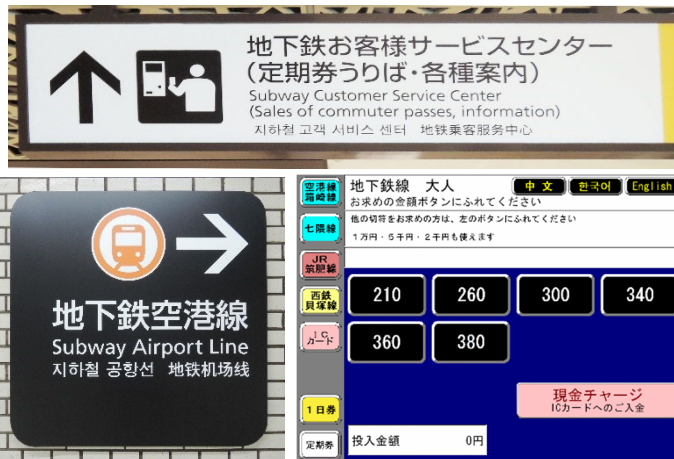 地下鉄お客様サービスセンター
(定期券うりば・各種案内)
Subway Customer Service Center
(Sales of commuter passes, information)
지하철 고객 서비스 센터 地铁乘客服务中心
地下鉄空港線
Subway Airport Line
지하철 공항선 地铁机场线
空港線
箱崎線
七隈線
JR
筑肥線
西鉄
貝塚線
IC
カード
1日券
定期券
地下鉄線 大人
中文 한국어 English
お求めの金額ボタンにふれてください
他の切符をお求めの方は、左のボタンにふれてください
1万円・5千円・2千円も使えます
210 260 300 340
360 380
現金チャージ
ICカードへのご入金
投入金額 0円